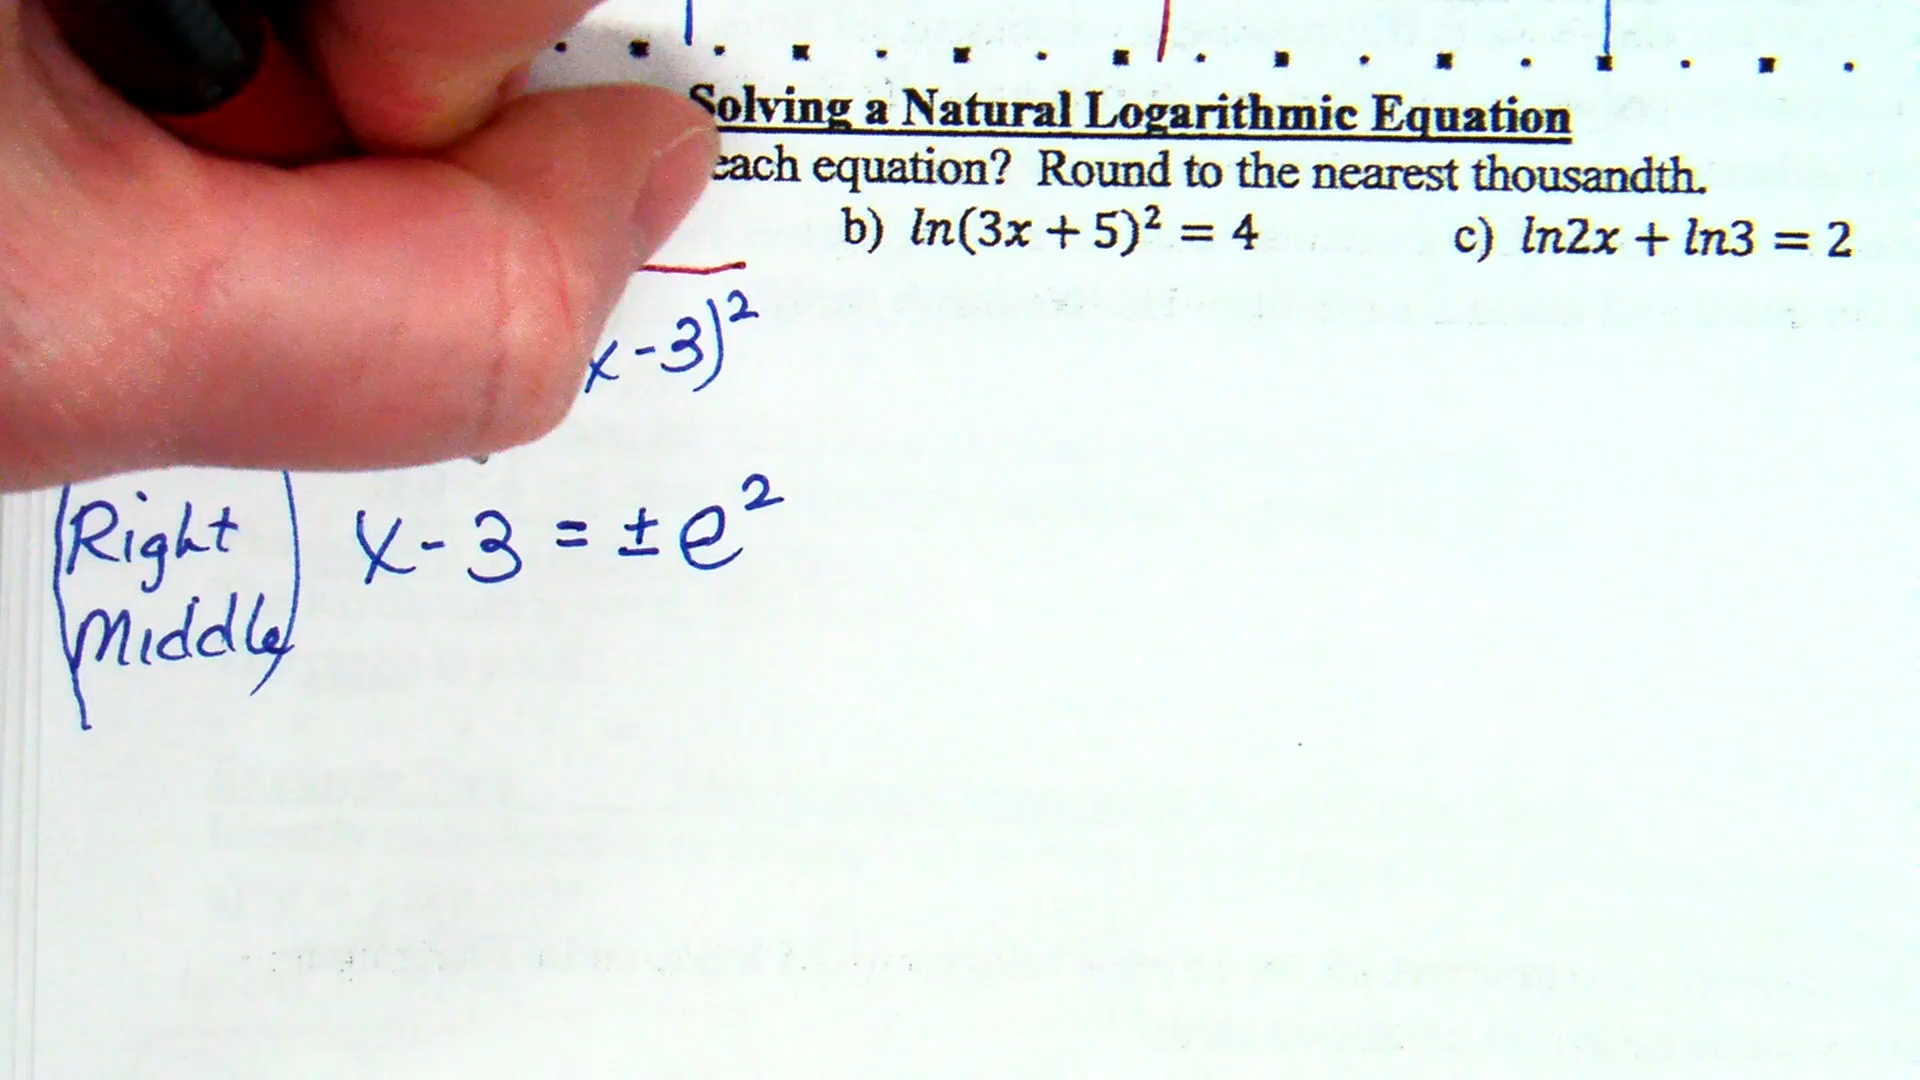 Solving a Natural Logarithmic Equation
each equation? Round to the nearest thousandth.
b) ln(3x + 5)² = 4 c) ln2x + ln3 = 2
x - 3)²
Right x - 3 = ± e²
Middle